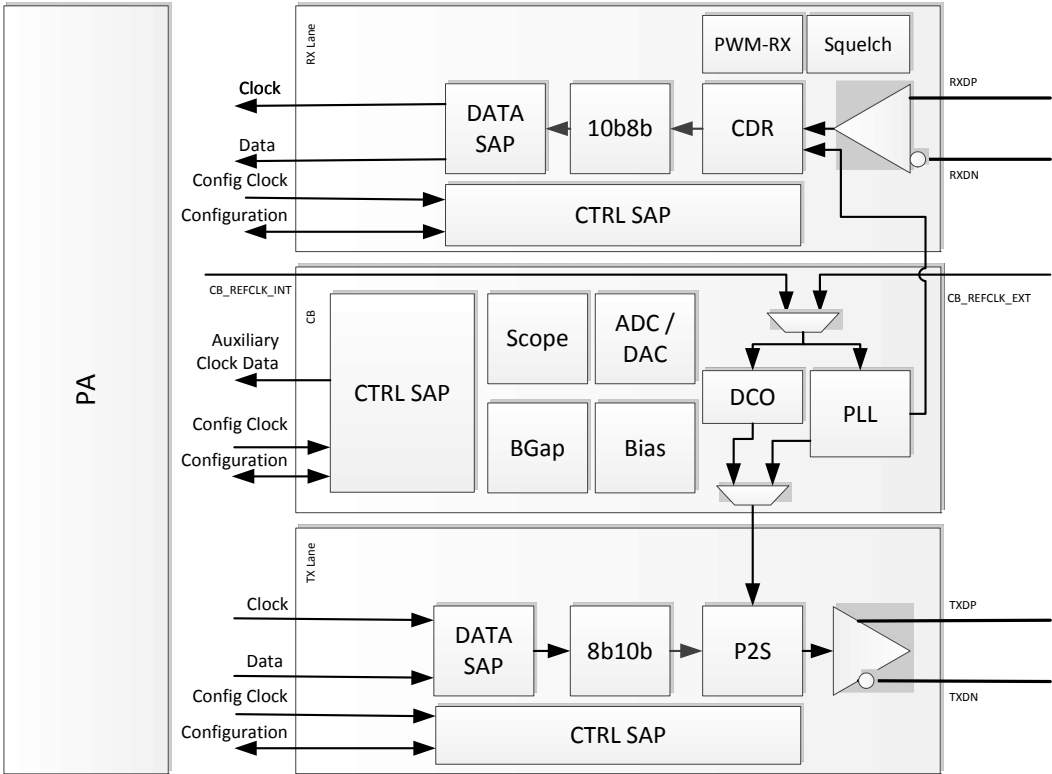 PA
RX Lane
PWM-RX
Squelch
Clock
DATA
SAP
10b8b
CDR
RXDP
Data
RXDN
Config Clock
Configuration
CTRL SAP
CB_REFCLK_INT
CB_REFCLK_EXT
CB
Auxiliary
Clock Data
CTRL SAP
Scope
ADC /
DAC
DCO
PLL
Config Clock
Configuration
BGap
Bias
TX Lane
Clock
DATA
SAP
8b10b
P2S
TXDP
Data
TXDN
Config Clock
Configuration
CTRL SAP